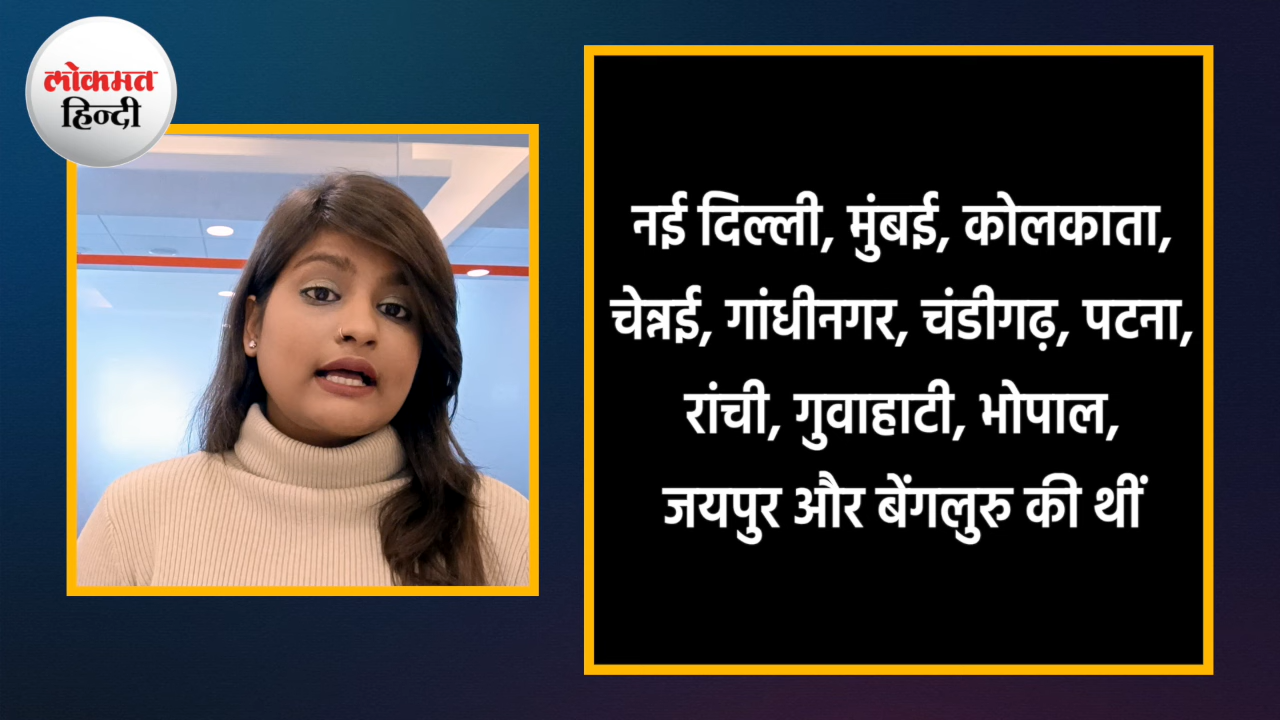 लोकमत
हिन्दी
नई दिल्ली, मुंबई, कोलकाता,
चेन्नई, गांधीनगर, चंडीगढ़, पटना,
रांची, गुवाहाटी, भोपाल,
जयपुर और बेंगलुरु की थीं